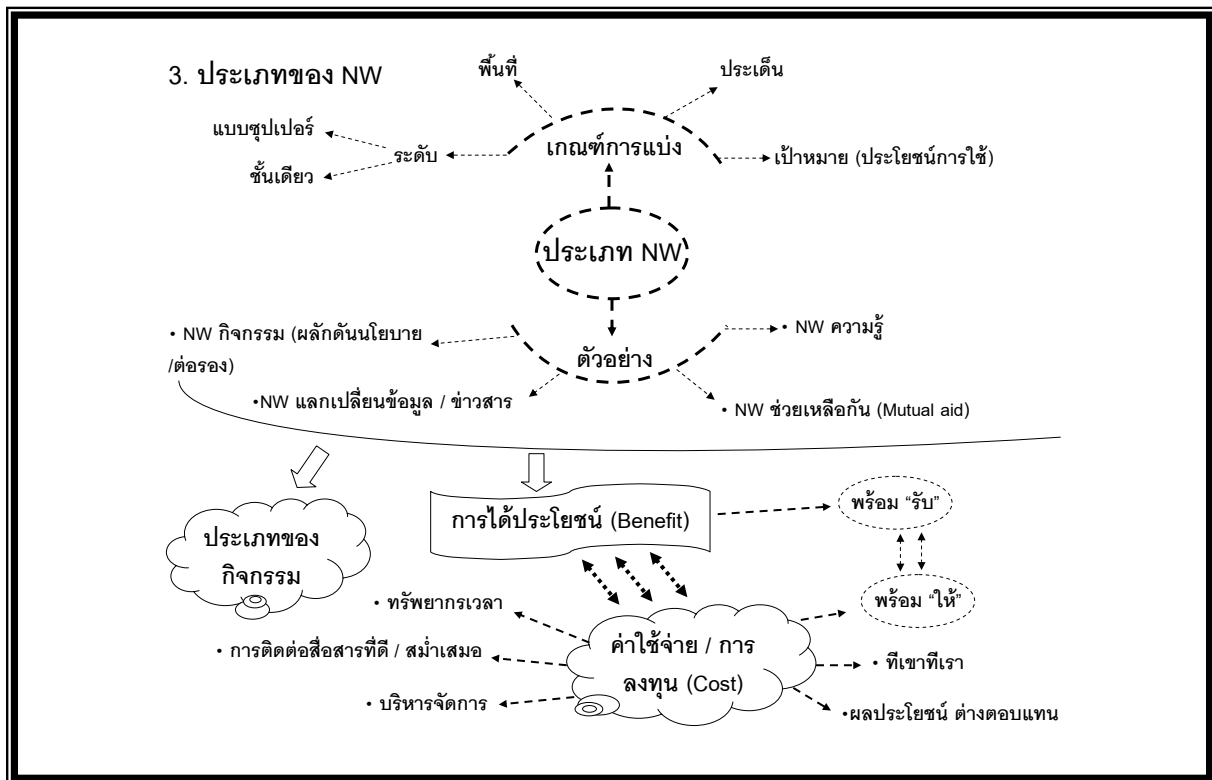 3. ประเภทของ NW
พื้นที่
ประเด็น
แบบซุปเปอร์
ระดับ
ชั้นเดียว
เกณฑ์การแบ่ง
เป้าหมาย (ประโยชน์การใช้)
ประเภท NW
• NW กิจกรรม (ผลักดันนโยบาย
/ต่อรอง)
ตัวอย่าง
• NW ความรู้
•NW แลกเปลี่ยนข้อมูล / ข่าวสาร
• NW ช่วยเหลือกัน (Mutual aid)
ประเภทของ
กิจกรรม
การได้ประโยชน์ (Benefit)
พร้อม “รับ”
พร้อม “ให้”
• ทรัพยากรเวลา
• การติดต่อสื่อสารที่ดี / สม่ำเสมอ
• บริหารจัดการ
ค่าใช้จ่าย / การ
ลงทุน (Cost)
• ทีเขาทีเรา
•ผลประโยชน์ ต่างตอบแทน